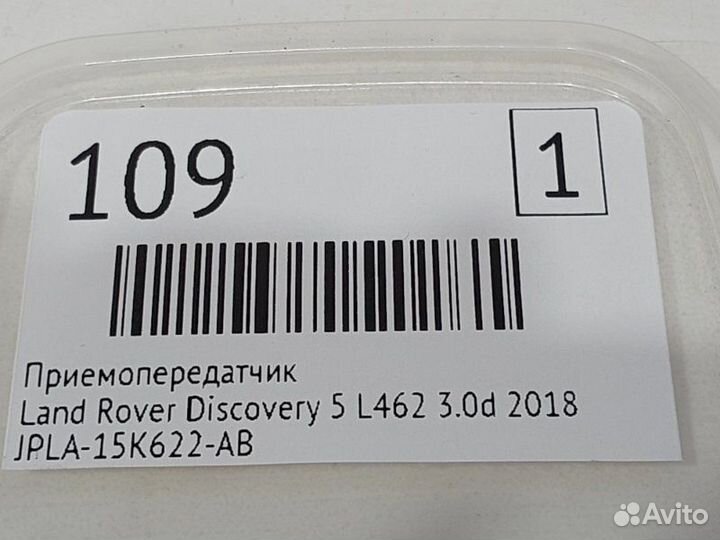 109
1
Приемопередатчик
Land Rover Discovery 5 L462 3.0d 2018
JPLA-15K622-AB
Avito